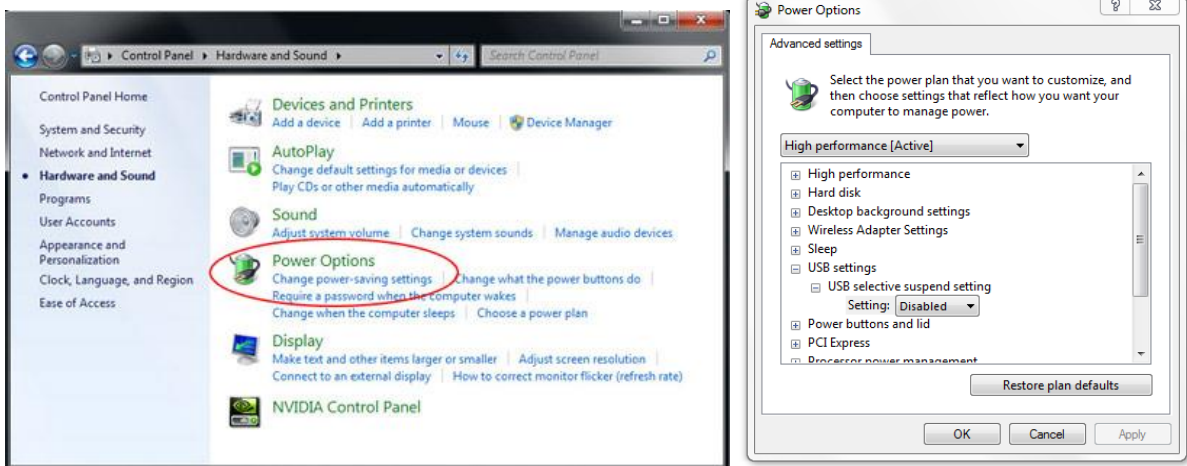 Control Panel ▸ Hardware and Sound ▸
Search Control Panel
Control Panel Home
System and Security
Network and Internet
Hardware and Sound
Programs
User Accounts
Appearance and
Personalization
Clock, Language, and Region
Ease of Access
Devices and Printers
Add a device | Add a printer | Mouse | Device Manager
AutoPlay
Change default settings for media or devices
Play CDs or other media automatically
Sound
Adjust system volume | Change system sounds | Manage audio devices
Power Options
Change power-saving settings | Change what the power buttons do
Require a password when the computer wakes
Change when the computer sleeps | Choose a power plan
Display
Make text and other items larger or smaller | Adjust screen resolution
Connect to an external display | How to correct monitor flicker (refresh rate)
NVIDIA Control Panel
Power Options
Advanced settings
Select the power plan that you want to customize, and
then choose settings that reflect how you want your
computer to manage power.
High performance [Active]
High performance
Hard disk
Desktop background settings
Wireless Adapter Settings
Sleep
USB settings
USB selective suspend setting
Setting: Disabled
Power buttons and lid
PCI Express
Processor power management
Restore plan defaults
OK Cancel Apply